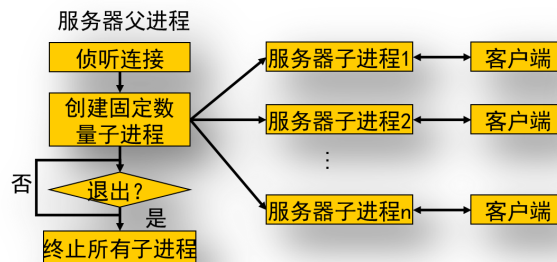 服务器父进程
侦听连接
服务器子进程1
客户端
创建固定数
量子进程
服务器子进程2
客户端
⋮
否
退出?
是
服务器子进程n
客户端
终止所有子进程